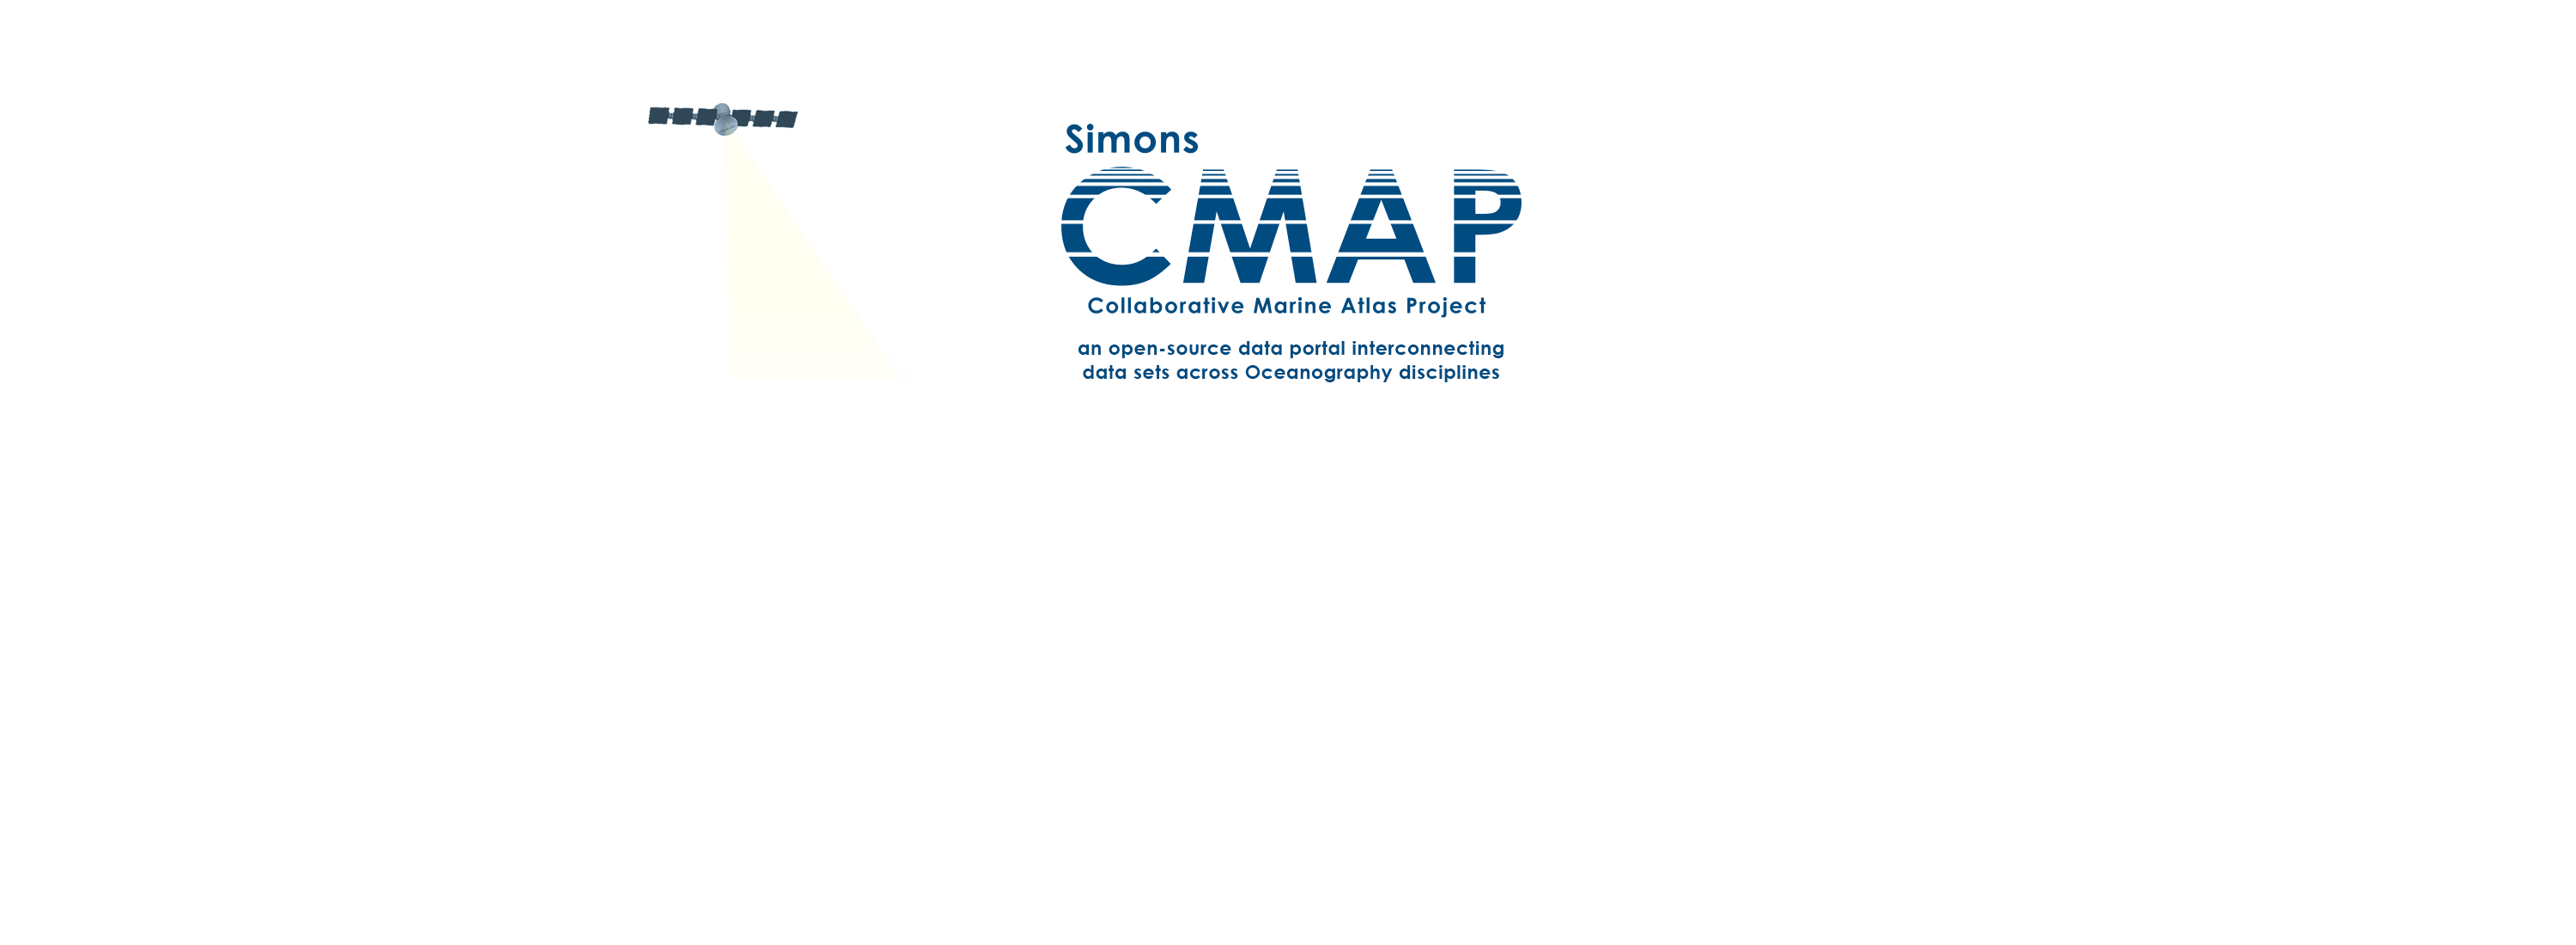 Simons
CMAP
Collaborative Marine Atlas Project
an open-source data portal interconnecting
data sets across Oceanography disciplines